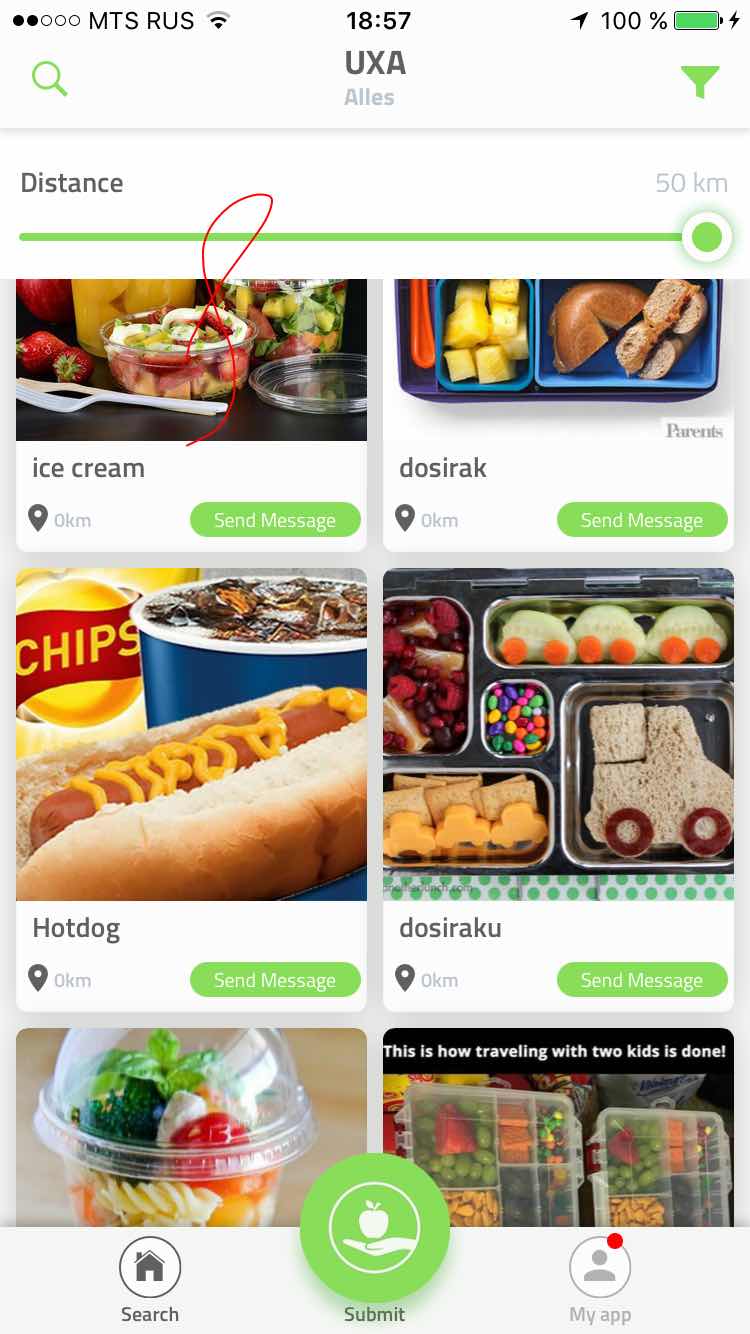 MTS RUS 18:57 100 %
UXA
Alles
Distance 50 km
Parents
ice cream dosirak
0km Send Message 0km Send Message
CHIPS
Hotdog dosiraku
0km Send Message 0km Send Message
This is how traveling with two kids is done!
Search Submit My app